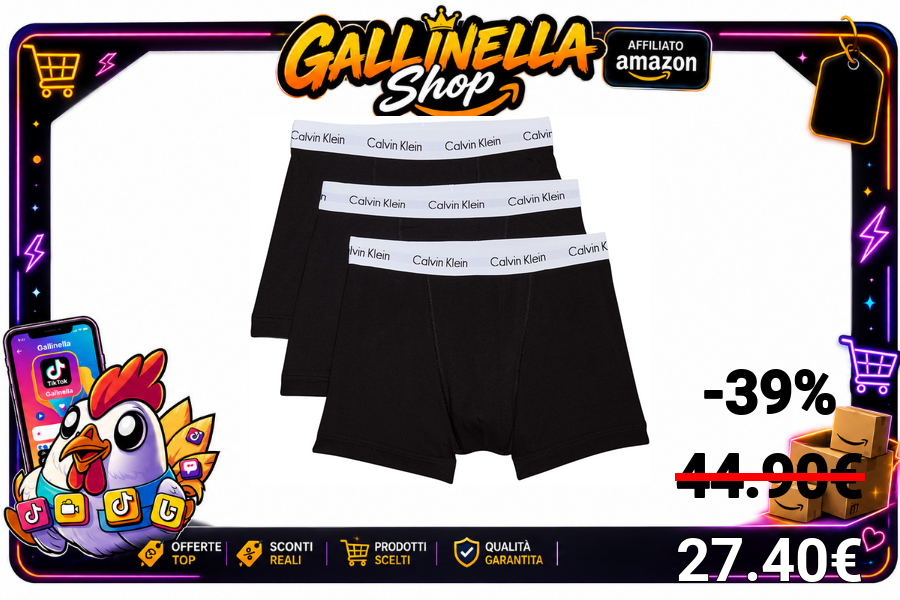 GALLINELLA
Shop
AFFILIATO
amazon
Calvin Klein Calvin Klein Calvin Klein Calvin
n Calvin Klein Calvin Klein Calvin Klein
lvin Klein Calvin Klein Calvin Klein Calvin K
Gallinella
TikTok
Gallinella
-39%
44.90€
27.40€
OFFERTE
TOP
SCONTI
REALI
PRODOTTI
SCELTI
QUALITÀ
GARANTITA